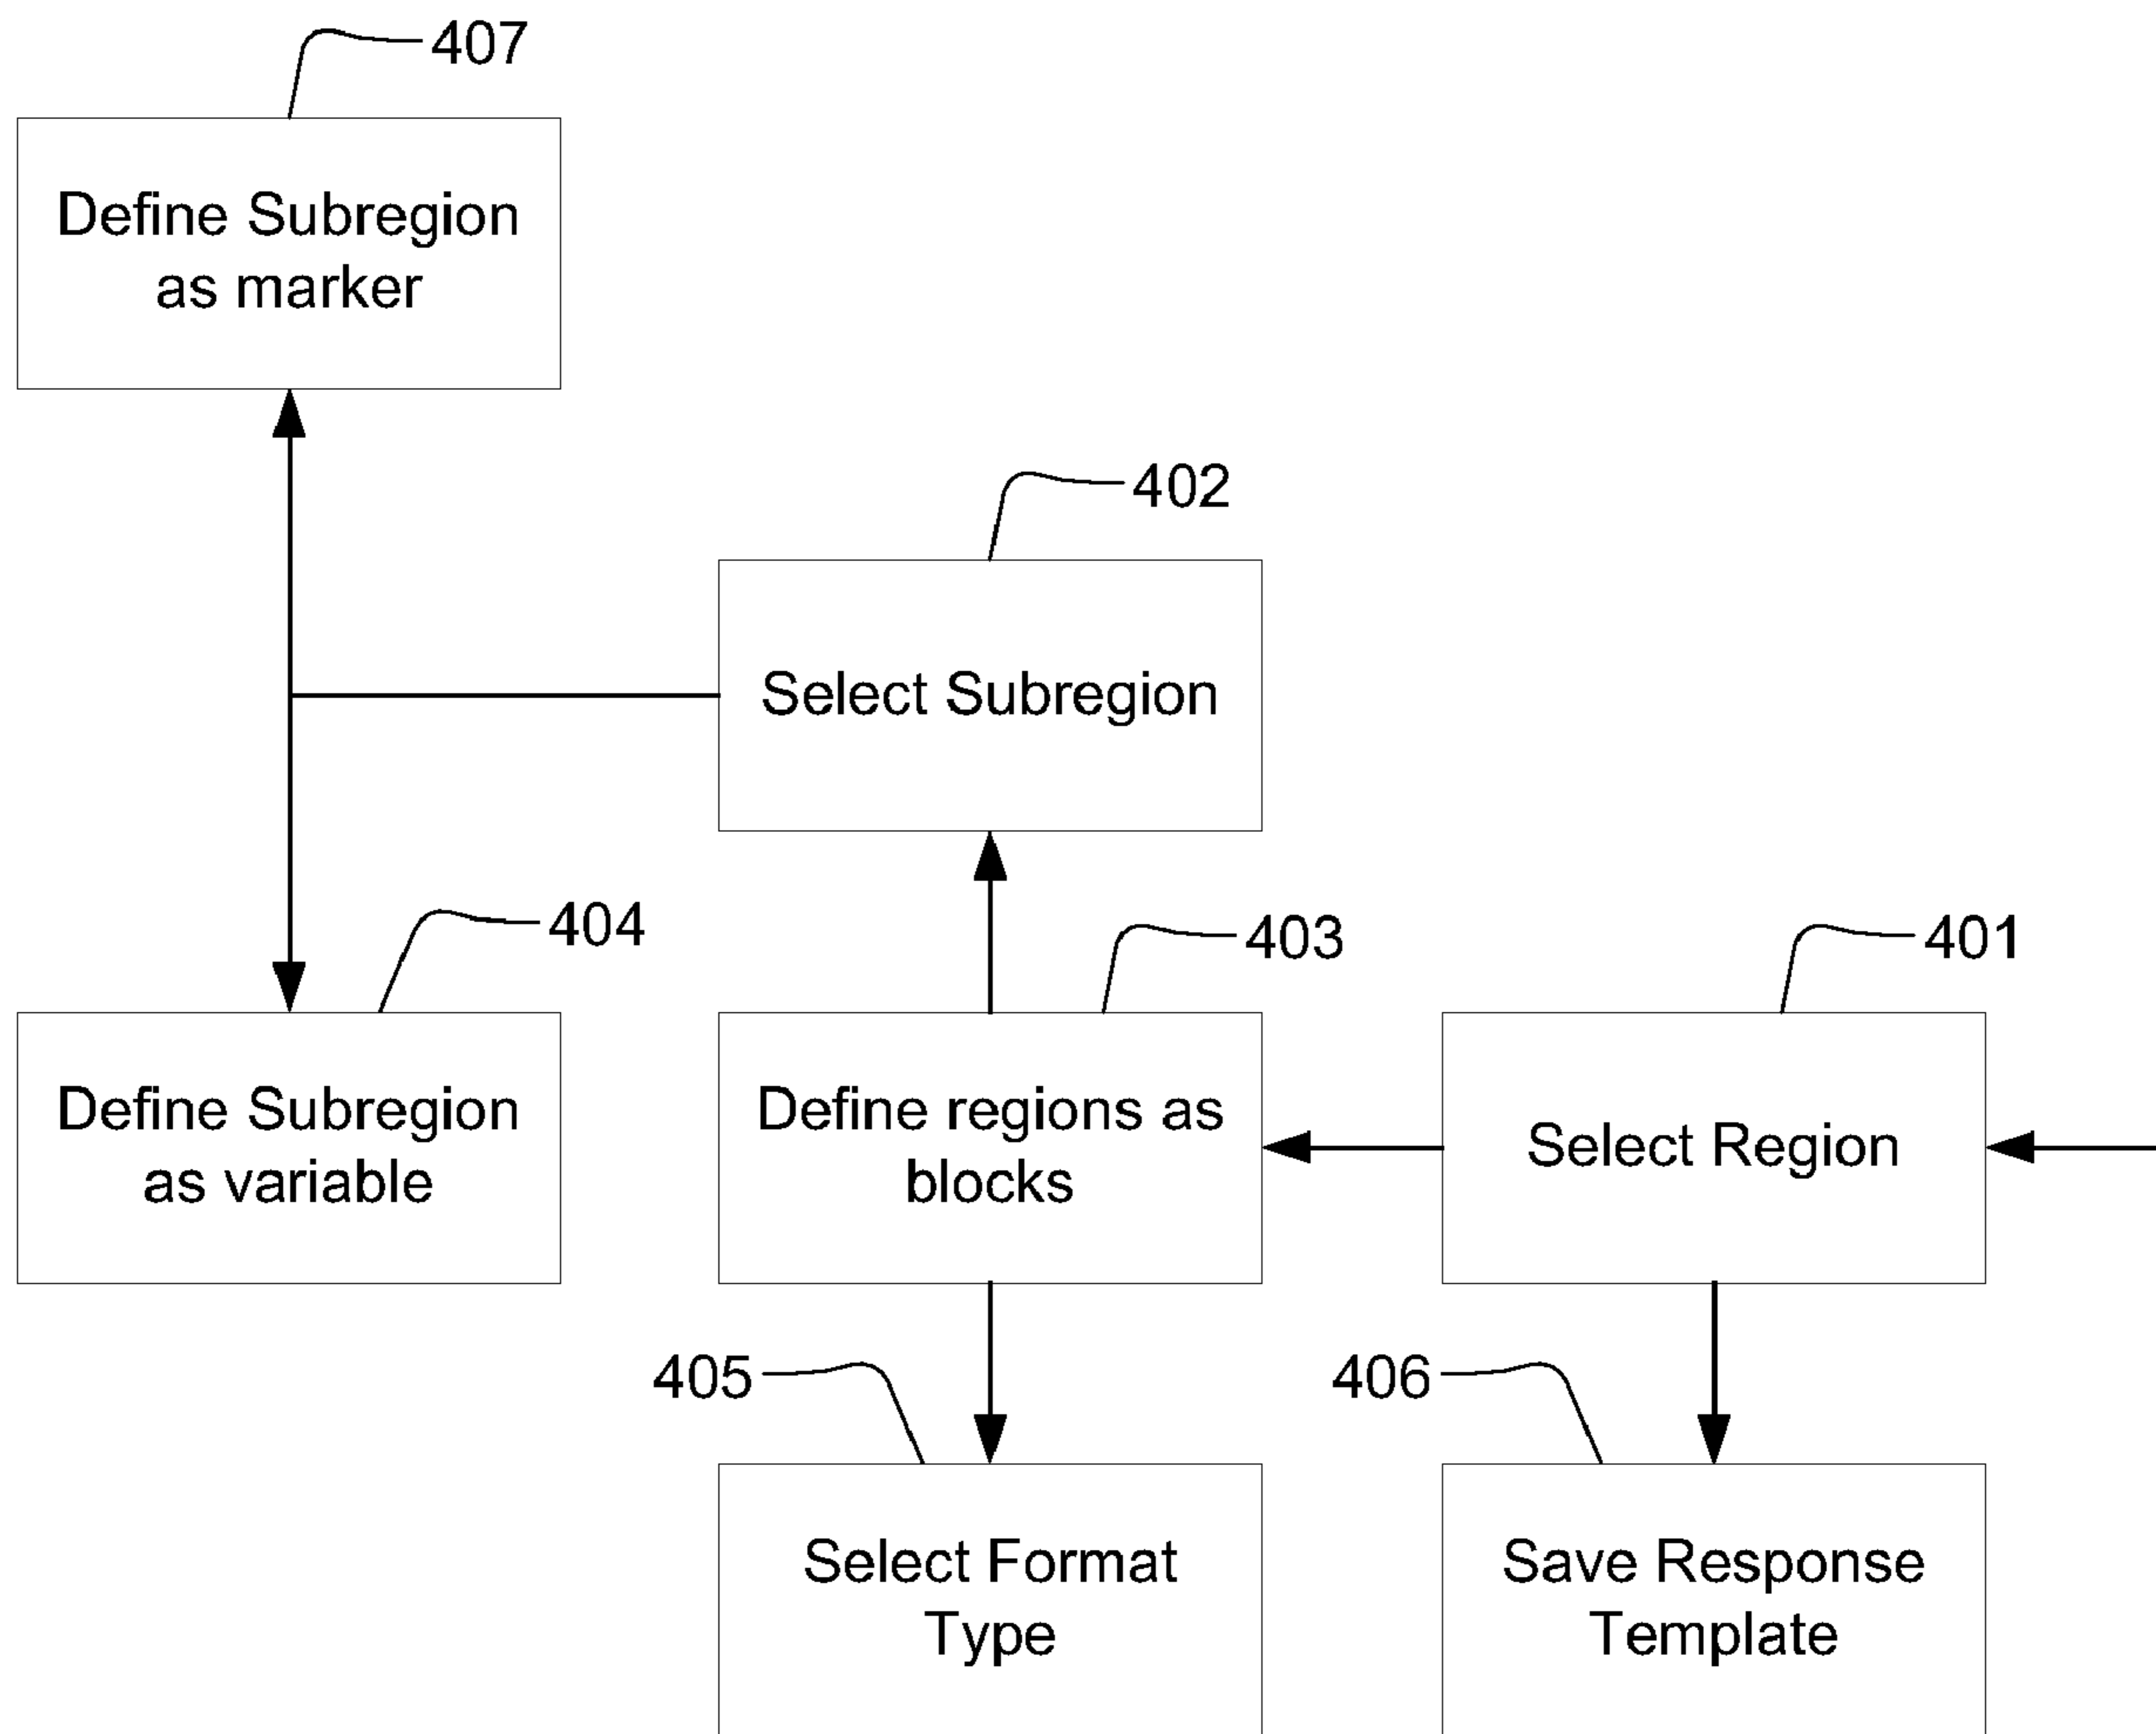 407
Define Subregion
as marker
402
Select Subregion
404
403
401
Define Subregion
as variable
Define regions as
blocks
Select Region
405
406
Select Format
Type
Save Response
Template